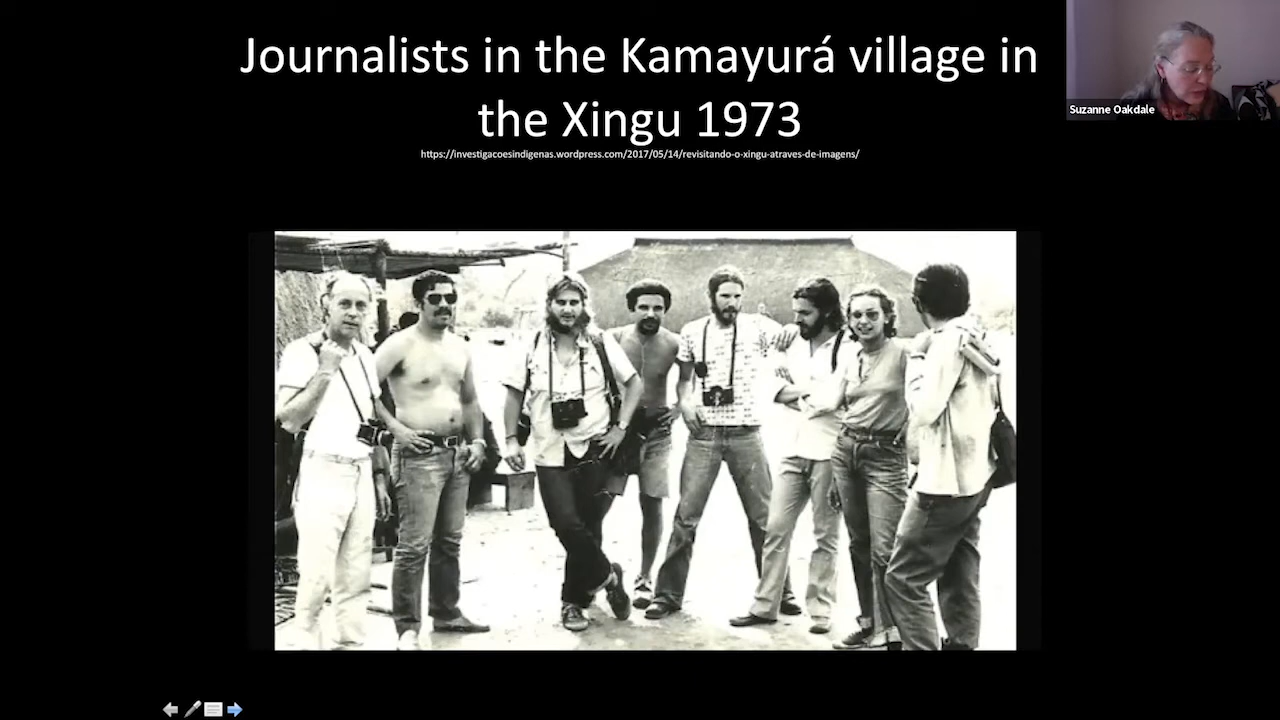 Journalists in the Kamayurá village in
the Xingu 1973
https://investigacoesindigenas.wordpress.com/2017/05/14/revisitando-o-xingu-atraves-de-imagens/
Suzanne Oakdale